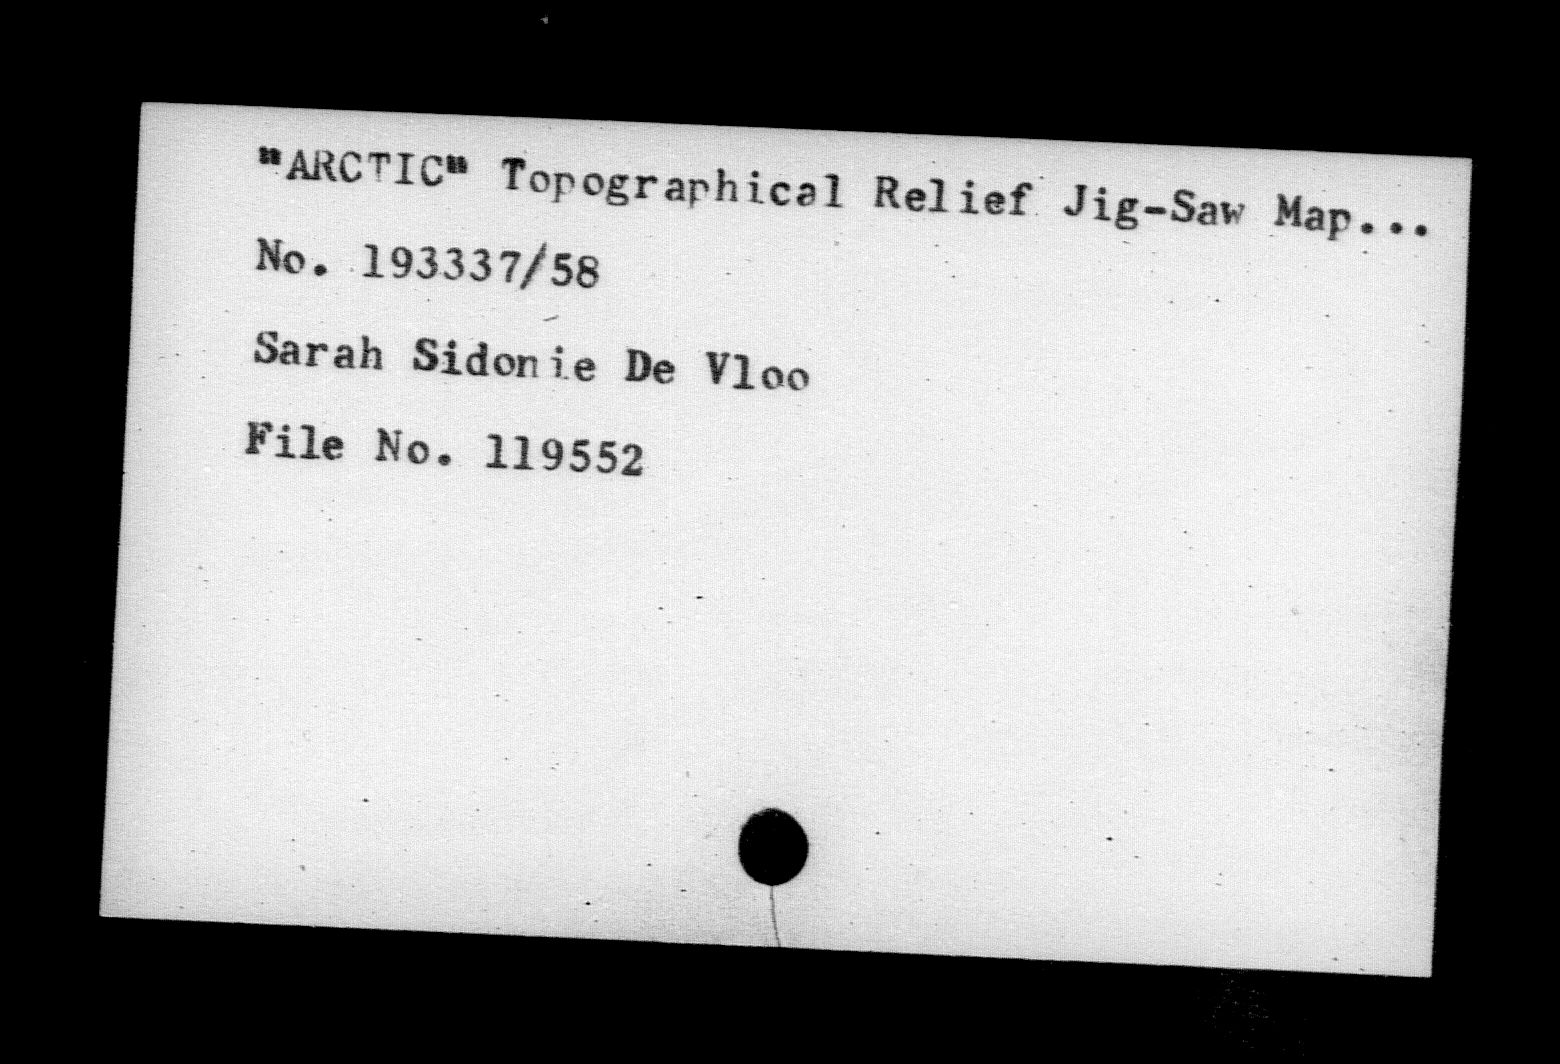 "ARCTIC" Topographical Relief Jig-Saw Map...
No. 193337/58
Sarah Sidonie De Vloo
File No. 119552